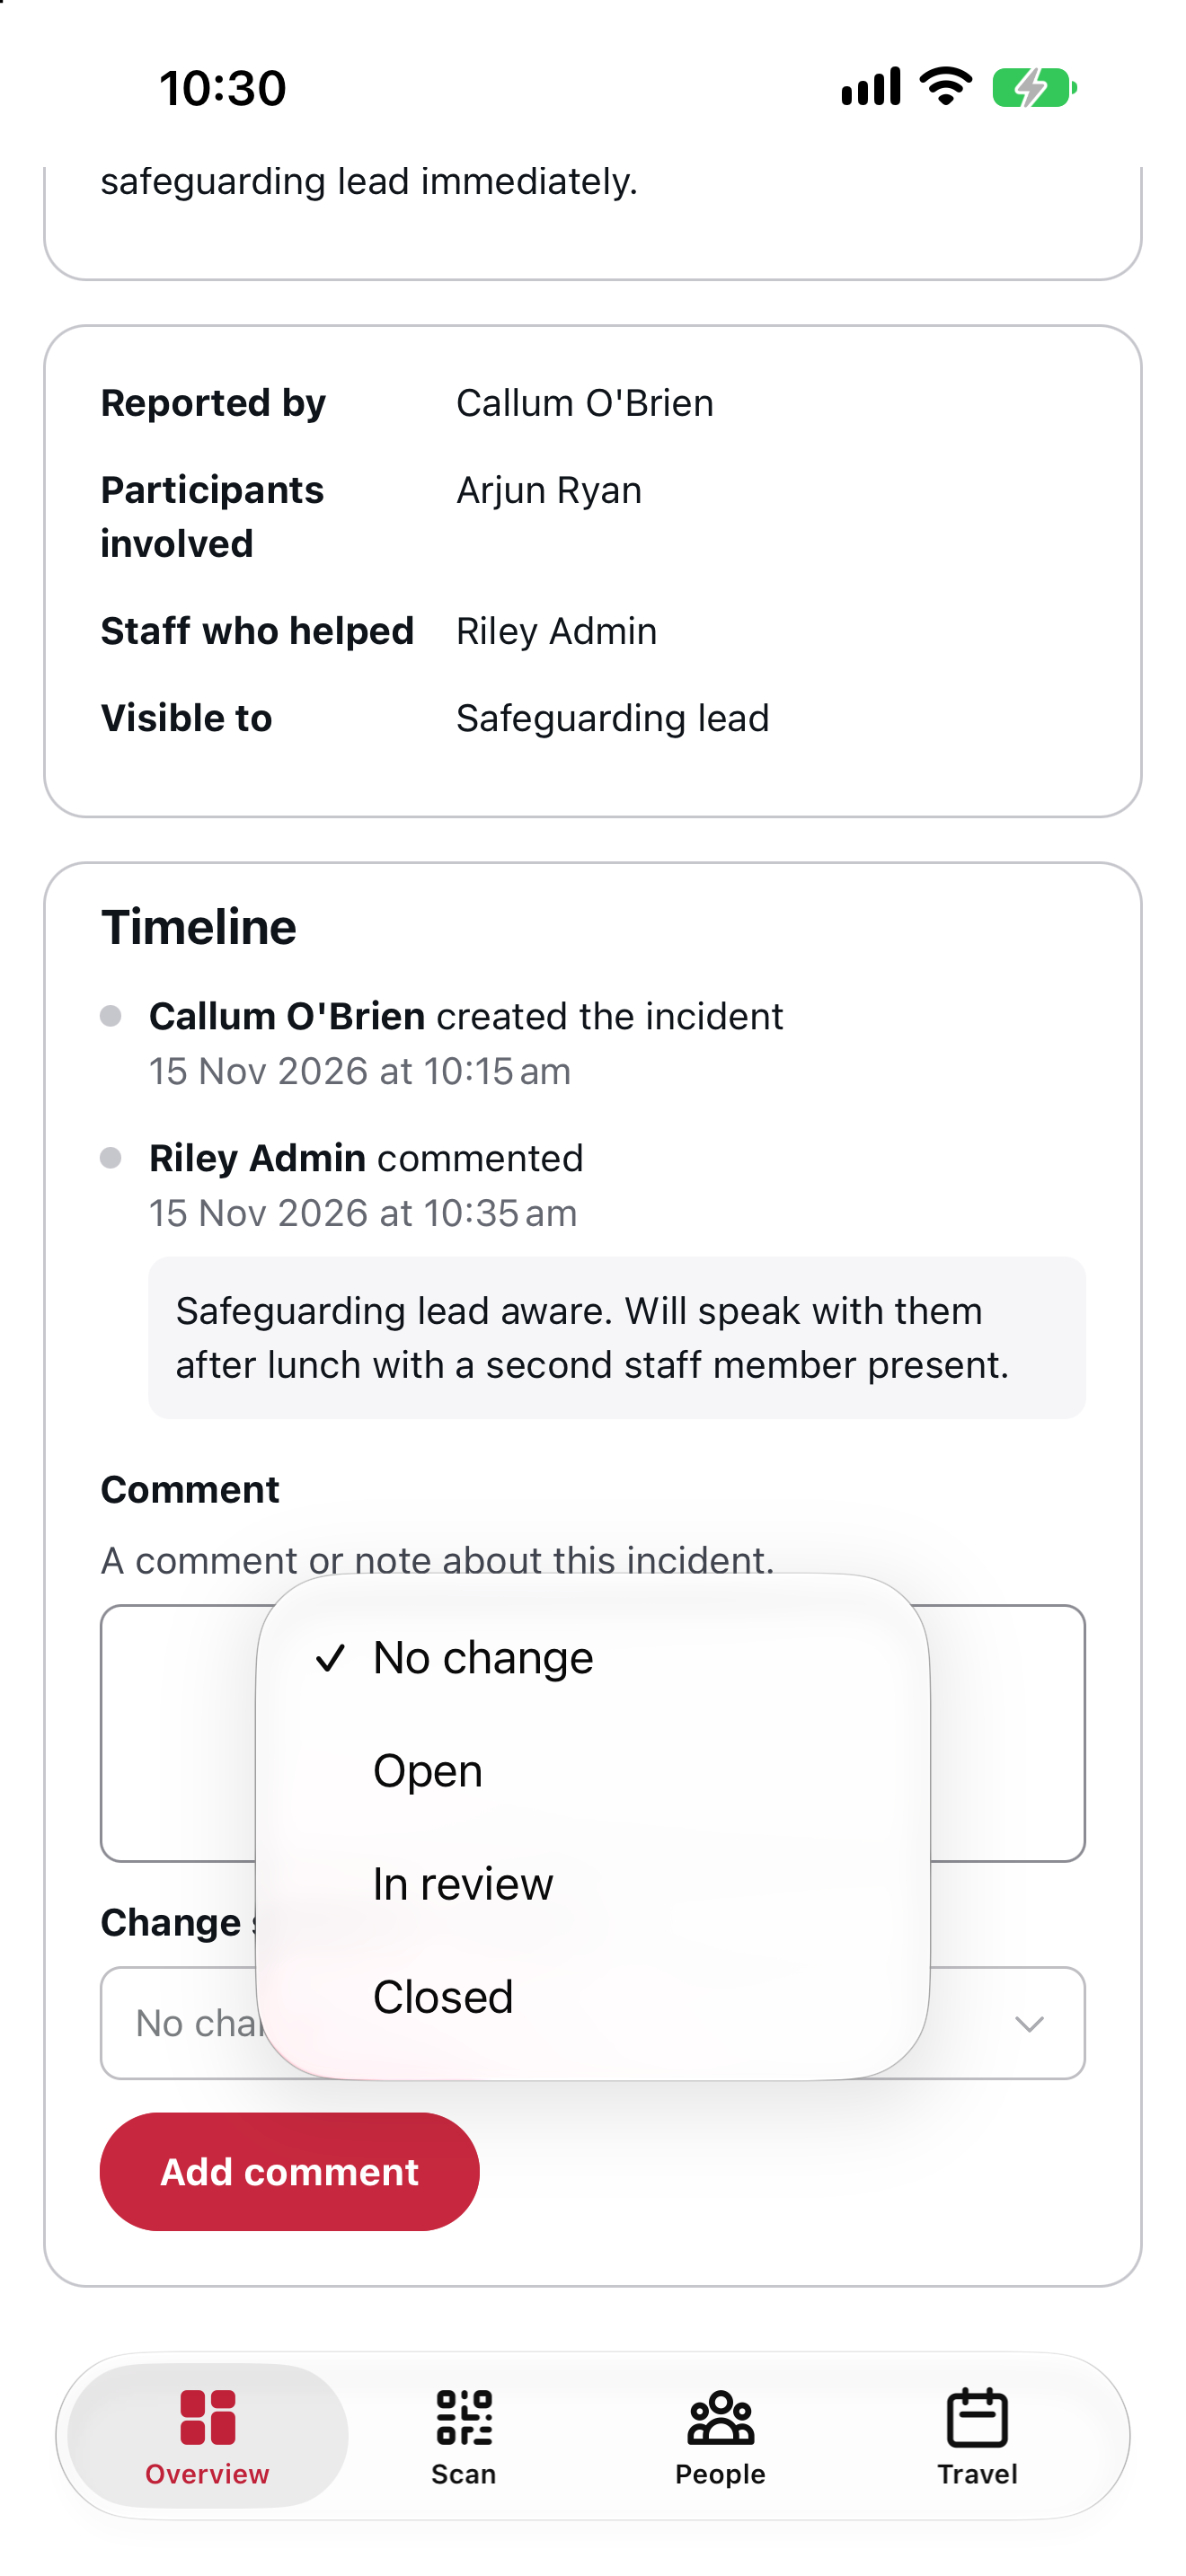 10:30
safeguarding lead immediately.
Reported by Callum O'Brien
Participants involved Arjun Ryan
Staff who helped Riley Admin
Visible to Safeguarding lead
Timeline
Callum O'Brien created the incident
15 Nov 2026 at 10:15 am
Riley Admin commented
15 Nov 2026 at 10:35 am
Safeguarding lead aware. Will speak with them
after lunch with a second staff member present.
Comment
A comment or note about this incident.
✓ No change
Open
In review
Closed
Change
No
Add comment
Overview
Scan
People
Travel